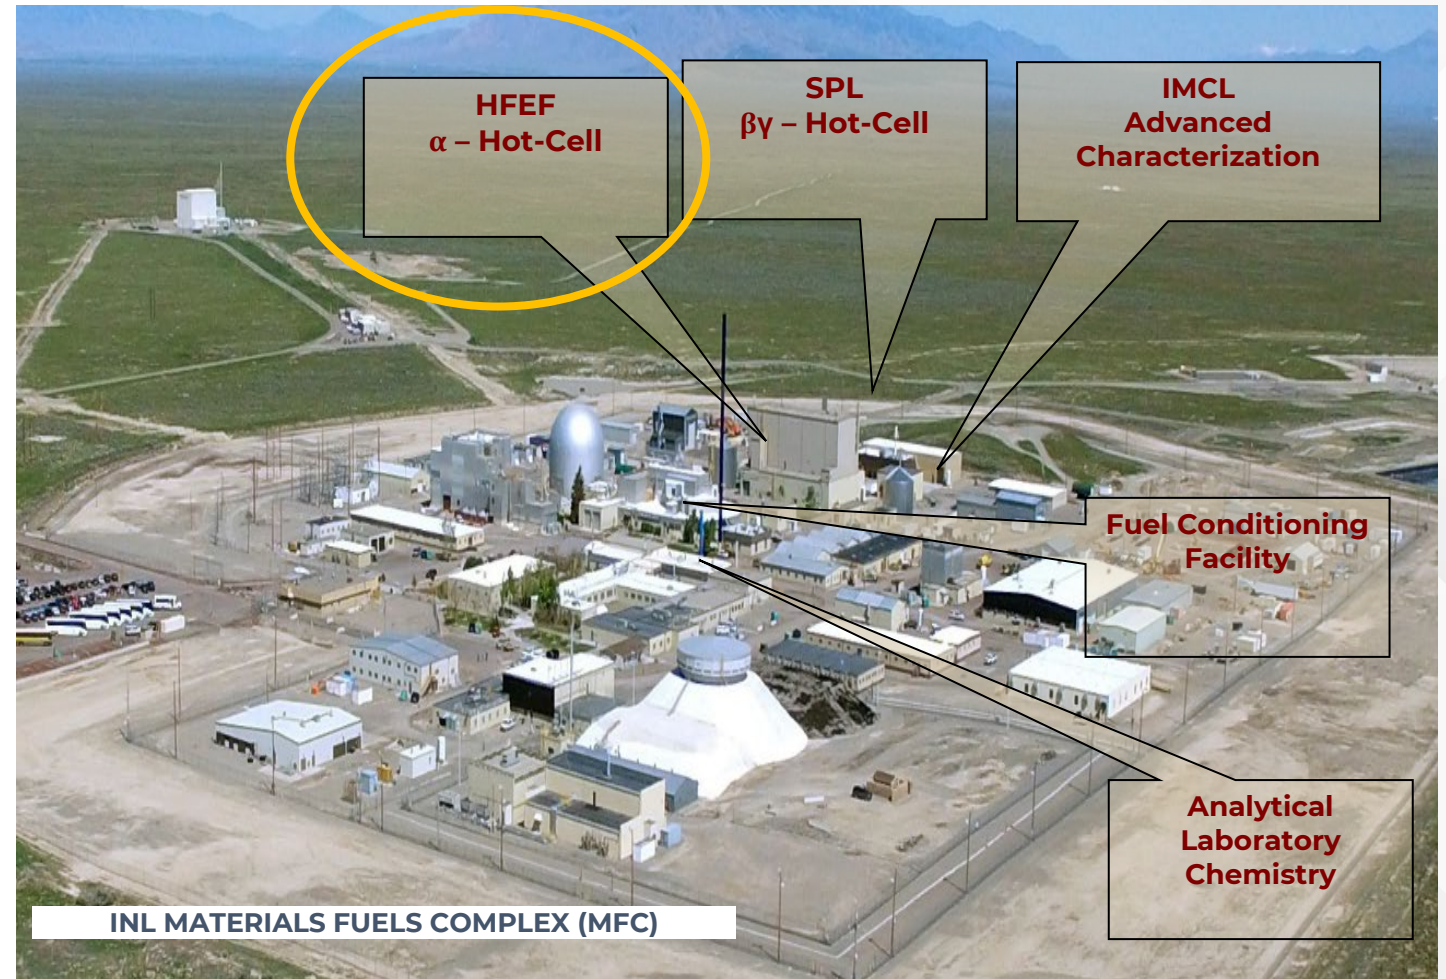 HFEF
α – Hot-Cell
SPL
βγ – Hot-Cell
IMCL
Advanced
Characterization
Fuel Conditioning
Facility
Analytical
Laboratory
Chemistry
INL MATERIALS FUELS COMPLEX (MFC)